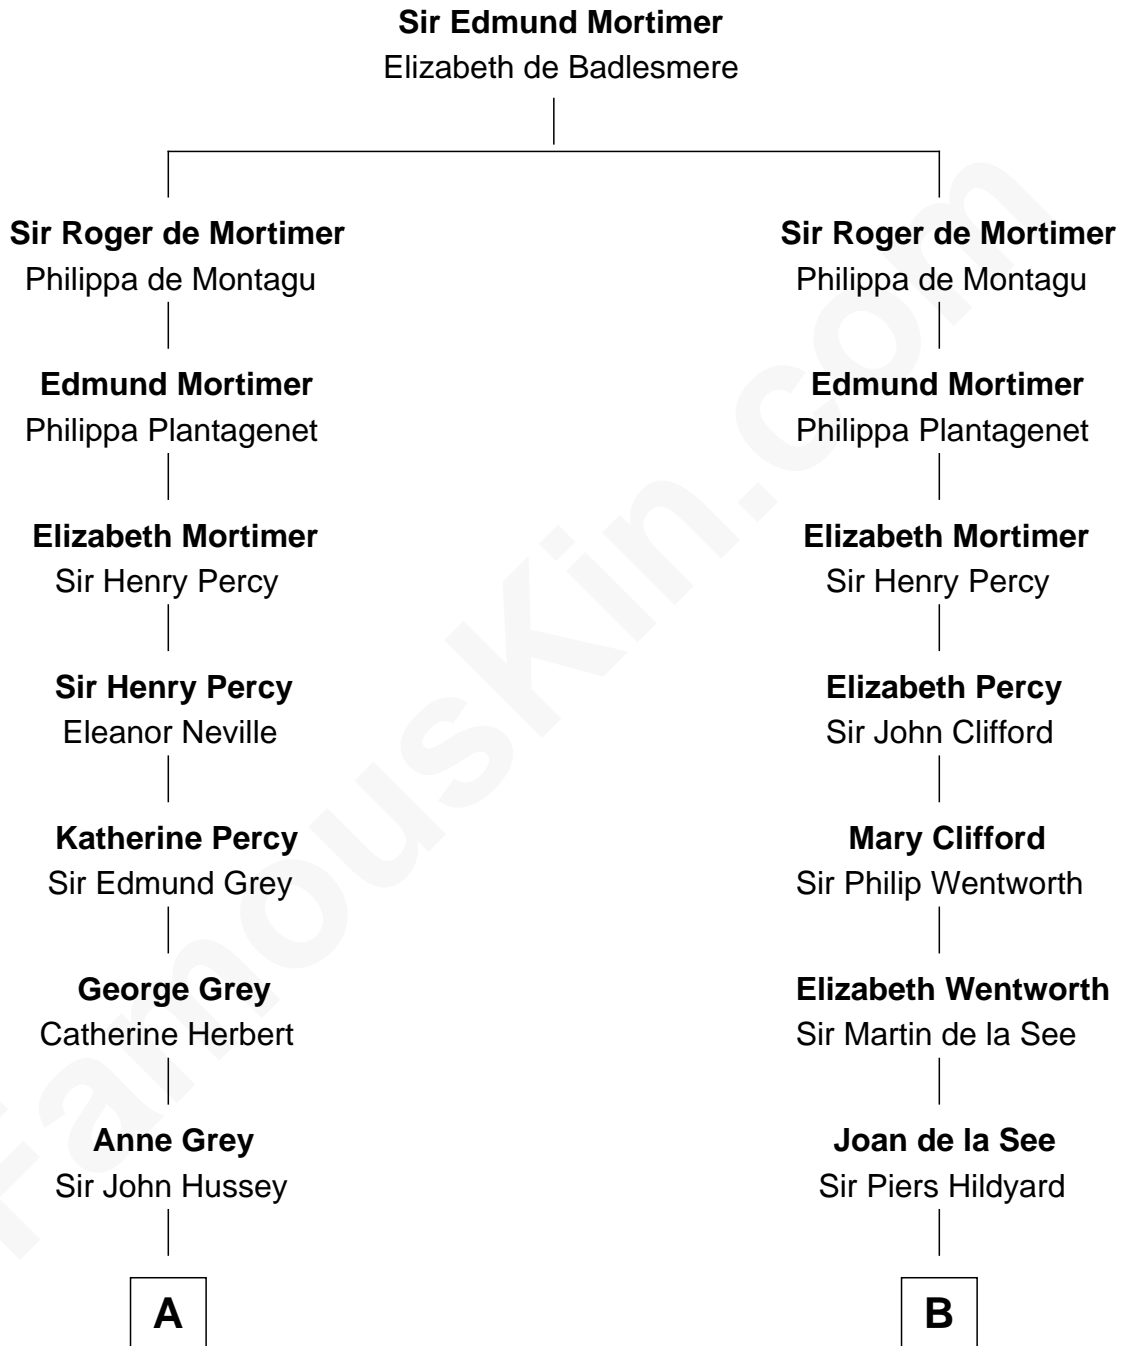 Sir Edmund Mortimer
Elizabeth de Badlesmere
Sir Roger de Mortimer
Philippa de Montagu
Sir Roger de Mortimer
Philippa de Montagu
Edmund Mortimer
Philippa Plantagenet
Edmund Mortimer
Philippa Plantagenet
Elizabeth Mortimer
Sir Henry Percy
Elizabeth Mortimer
Sir Henry Percy
Sir Henry Percy
Eleanor Neville
Elizabeth Percy
Sir John Clifford
Katherine Percy
Sir Edmund Grey
Mary Clifford
Sir Philip Wentworth
George Grey
Catherine Herbert
Elizabeth Wentworth
Sir Martin de la See
Anne Grey
Sir John Hussey
Joan de la See
Sir Piers Hildyard
A
B
FamousKin.com